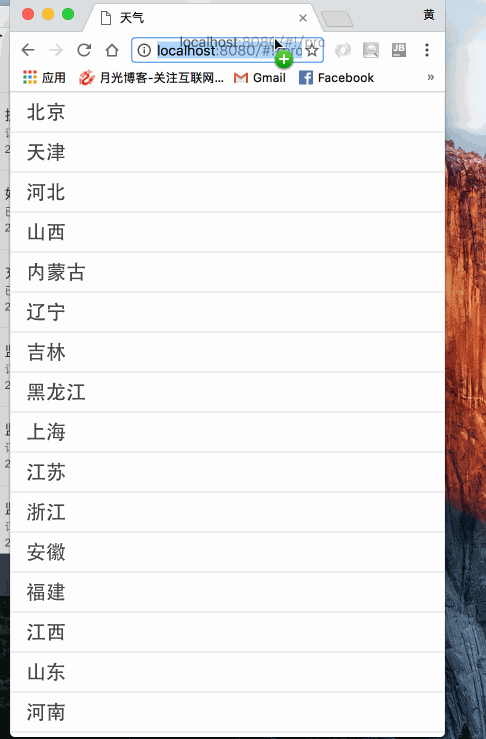 天气
黄
localhost:8080/#!/pro
应用
月光博客-关注互联网...
Gmail
Facebook
»
北京
天津
河北
山西
内蒙古
辽宁
吉林
黑龙江
上海
江苏
浙江
安徽
福建
江西
山东
河南